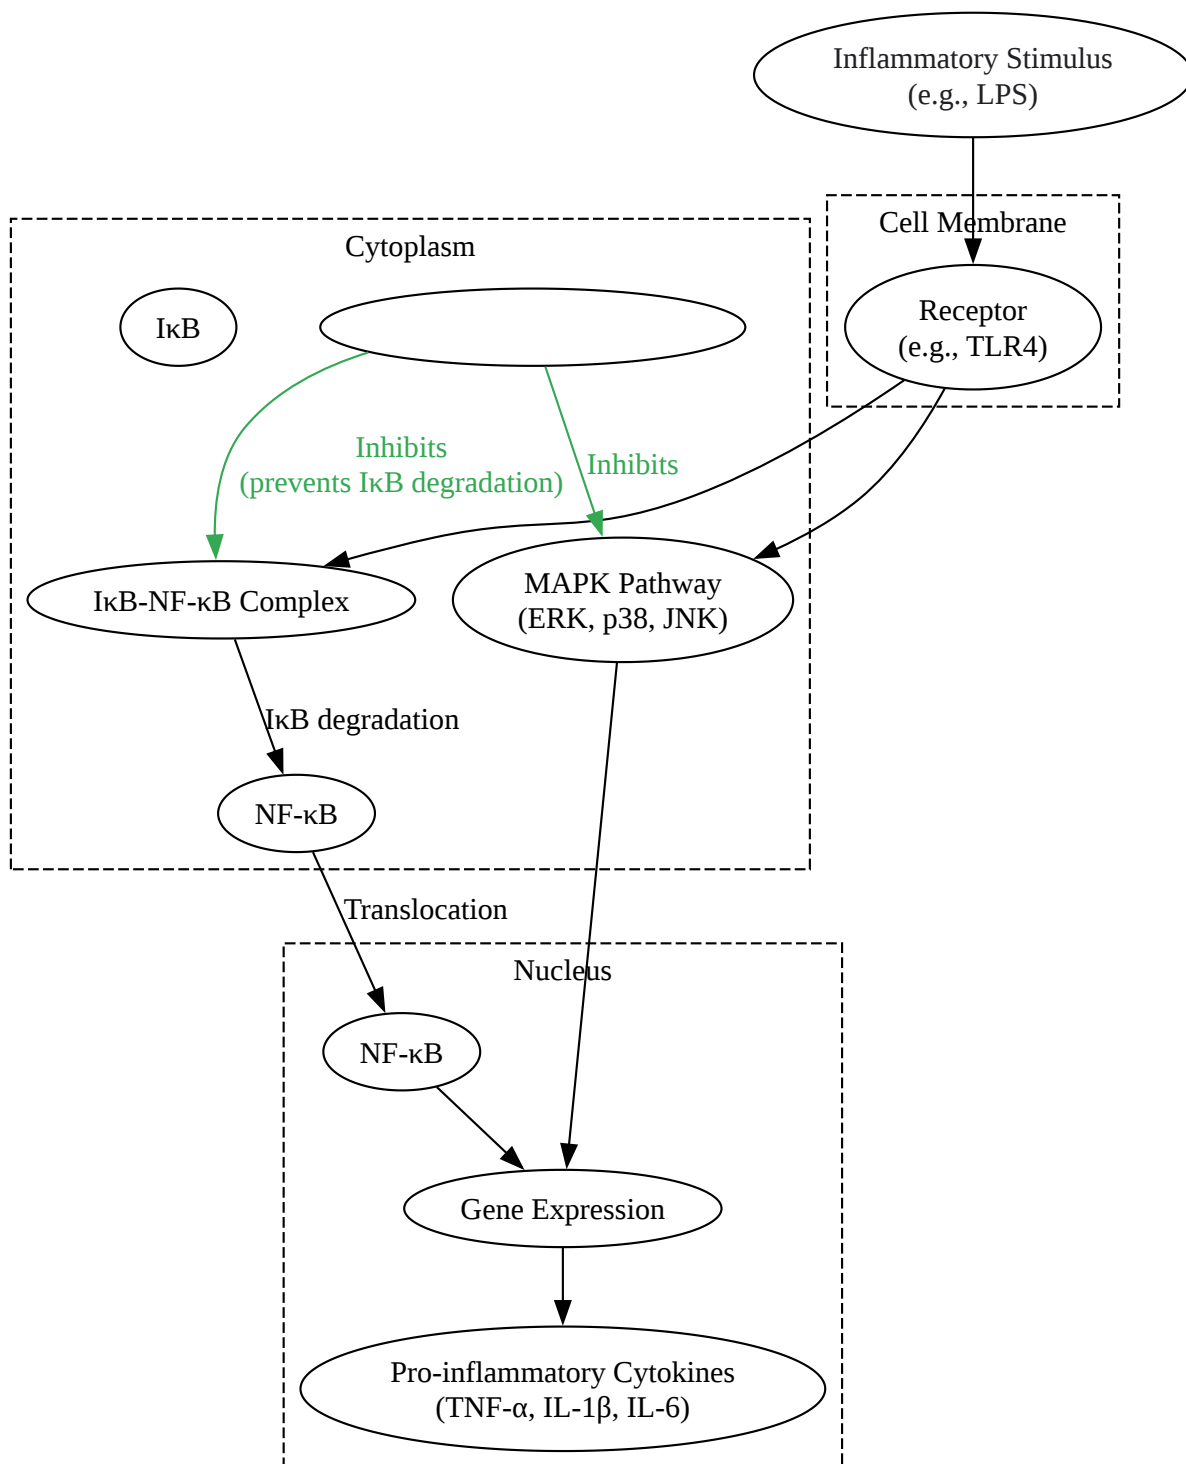 Inflammatory Stimulus
(e.g., LPS)
Cell Membrane
Cytoplasm
Receptor
(e.g., TLR4)
IκB
Inhibits
(prevents IκB degradation)
Inhibits
IκB-NF-κB Complex
MAPK Pathway
(ERK, p38, JNK)
IκB degradation
NF-κB
Translocation
Nucleus
NF-κB
Gene Expression
Pro-inflammatory Cytokines
(TNF-α, IL-1β, IL-6)